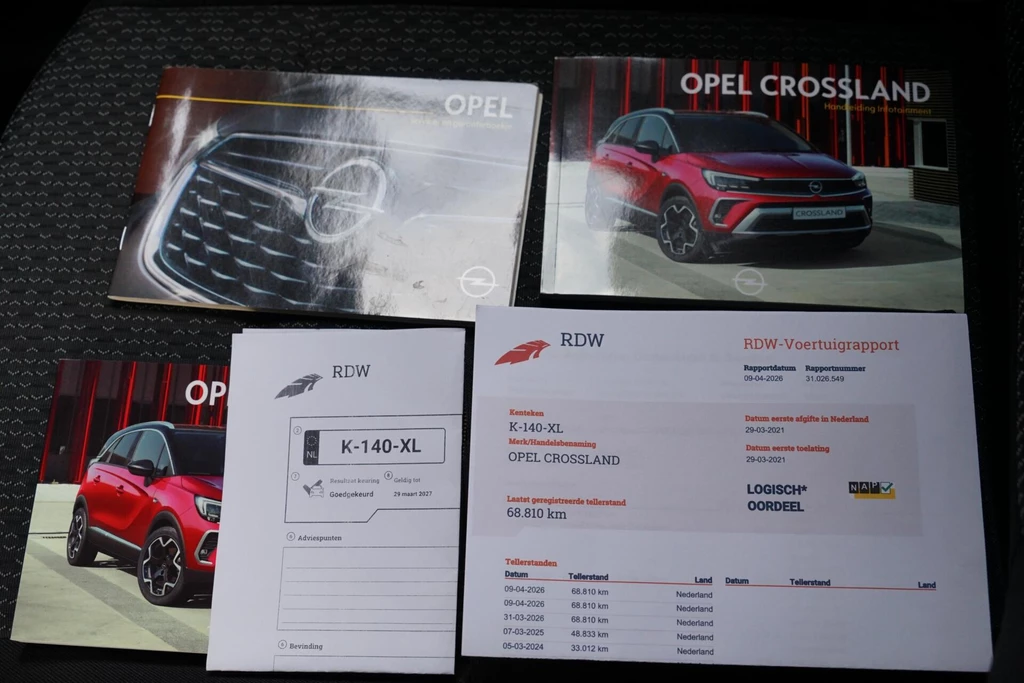 OPEL
OPEL CROSSLAND
Handleiding Infotainment
CROSSLAND
OP
RDW
NL
K-140-XL
Resultaat keuring
Goedgekeurd
Geldig tot
29 maart 2027
Adviespunten
Bevinding
RDW
RDW-Voertuigrapport
Rapportdatum Rapportnummer
09-04-2026 31.026.549
Kenteken
K-140-XL
Merk/Handelsbenaming
OPEL CROSSLAND
Laatst geregistreerde tellerstand
68.810 km
Datum eerste afgifte in Nederland
29-03-2021
Datum eerste toelating
29-03-2021
LOGISCH*
OORDEEL
NAP
Tellerstanden
Datum Tellerstand Land Datum Tellerstand Land
09-04-2026 68.810 km Nederland
09-04-2026 68.810 km Nederland
31-03-2026 68.810 km Nederland
07-03-2025 48.833 km Nederland
05-03-2024 33.012 km Nederland